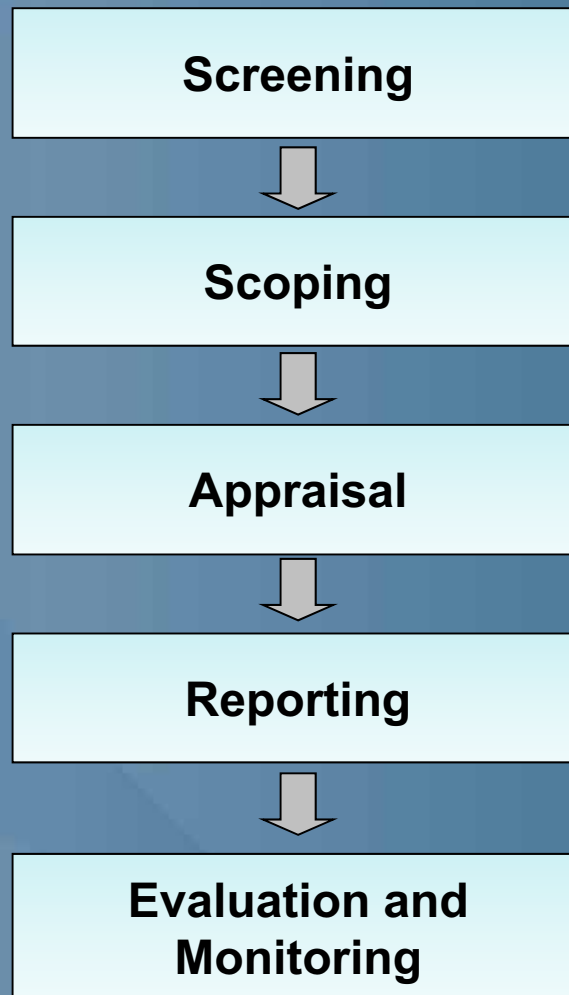 Screening
Scoping
Appraisal
Reporting
Evaluation and
Monitoring